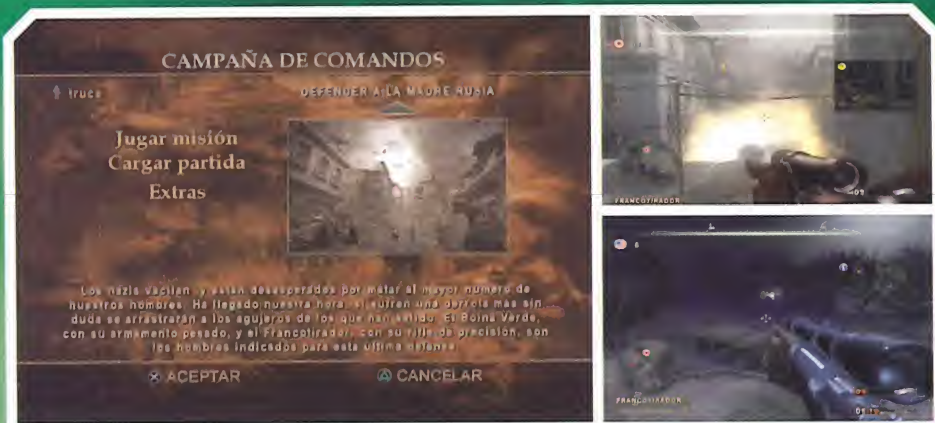 CAMPAÑA DE COMANDOS
truco
DEFENDER A LA MADRE RUSIA
Jugar misión
Cargar partida
Extras
Los nazis vacilan y están desesperados por matar al mayor número de
nuestros hombres. Ha llegado nuestra hora: si sufren una derrota más sin
duda se arrastrarán a los agujeros de los que han salido. El Boina Verde,
con su armamento pesado, y el Francotirador, con su rifle de precisión, son
los hombres indicados para esta última defensa.
ACEPTAR
CANCELAR
FRANCOTIRADOR
6
FRANCOTIRADOR